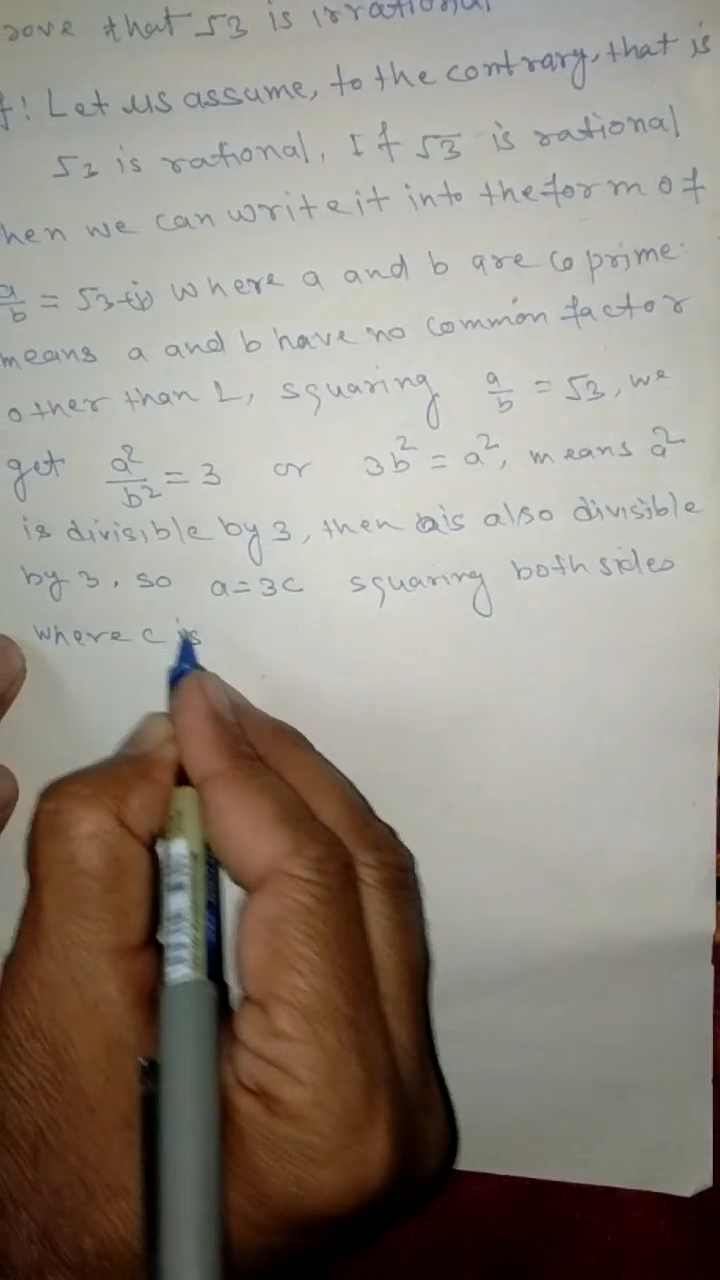 that √3 is irrational
Let us assume, to the contrary, that is
√3 is rational, If √3 is rational
hen we can write it into the form of
a/b = √3 -(i) where a and b are coprime.
means a and b have no common factor
other than 1, squaring a/b = √3, we
get a²/b² = 3 or 3b² = a², means a²
is divisible by 3, then a is also divisible
by 3. so a = 3c squaring both sides
where c is